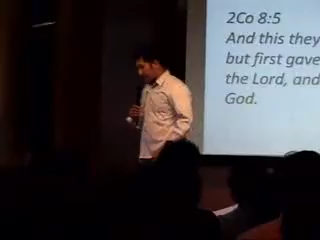 2Co 8:5
And this they
but first gave
the Lord, and
God.